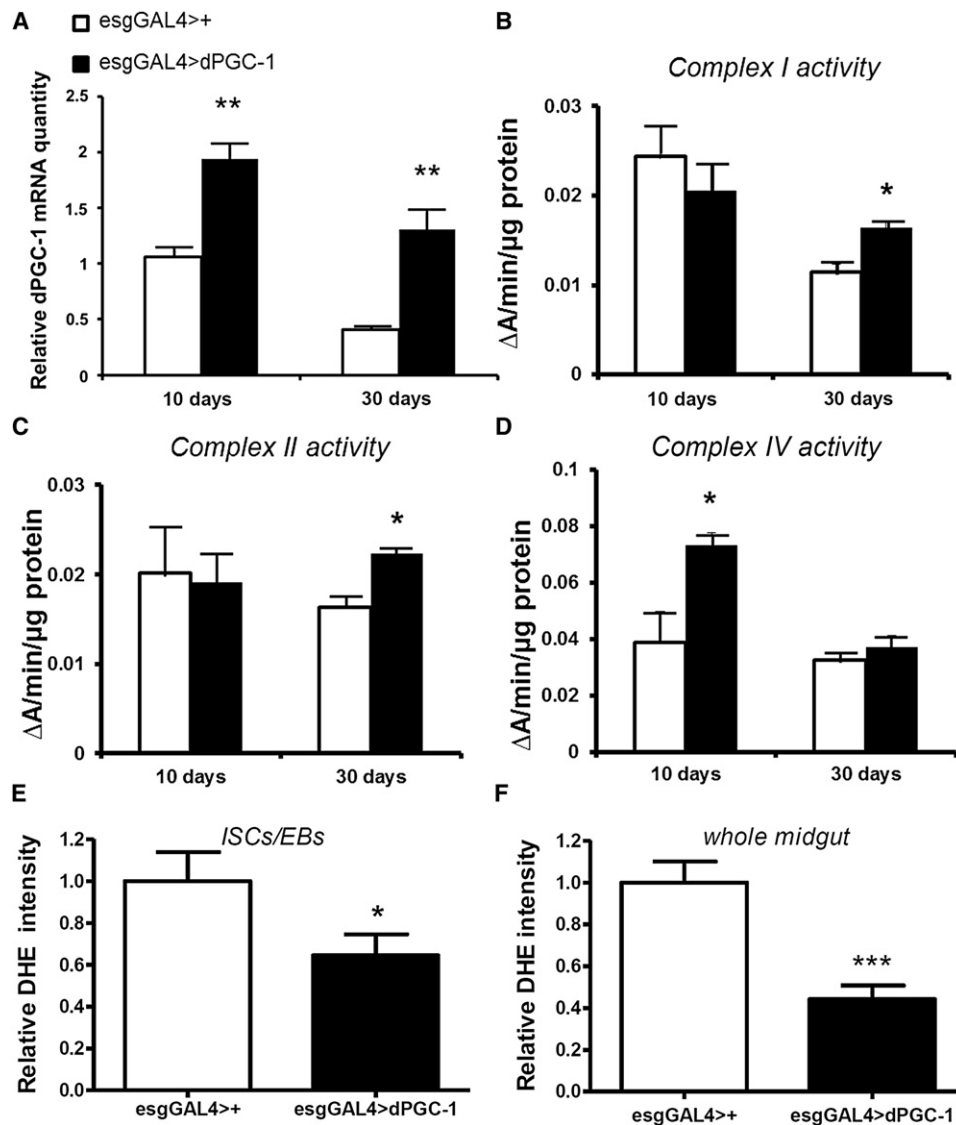 A
esgGAL4>+
esgGAL4>dPGC-1
Relative dPGC-1 mRNA quantity
2.5
2
1.5
1
0.5
0
**
**
10 days
30 days
B
Complex I activity
ΔA/min/µg protein
0.03
0.02
0.01
0
*
10 days
30 days
C
Complex II activity
ΔA/min/µg protein
0.03
0.02
0.01
0
*
10 days
30 days
D
Complex IV activity
ΔA/min/µg protein
0.1
0.08
0.06
0.04
0.02
0
*
10 days
30 days
E
ISCs/EBs
Relative DHE intensity
1.2
1.0
0.8
0.6
0.4
0.2
0.0
*
esgGAL4>+
esgGAL4>dPGC-1
F
whole midgut
Relative DHE intensity
1.2
1.0
0.8
0.6
0.4
0.2
0.0
***
esgGAL4>+
esgGAL4>dPGC-1